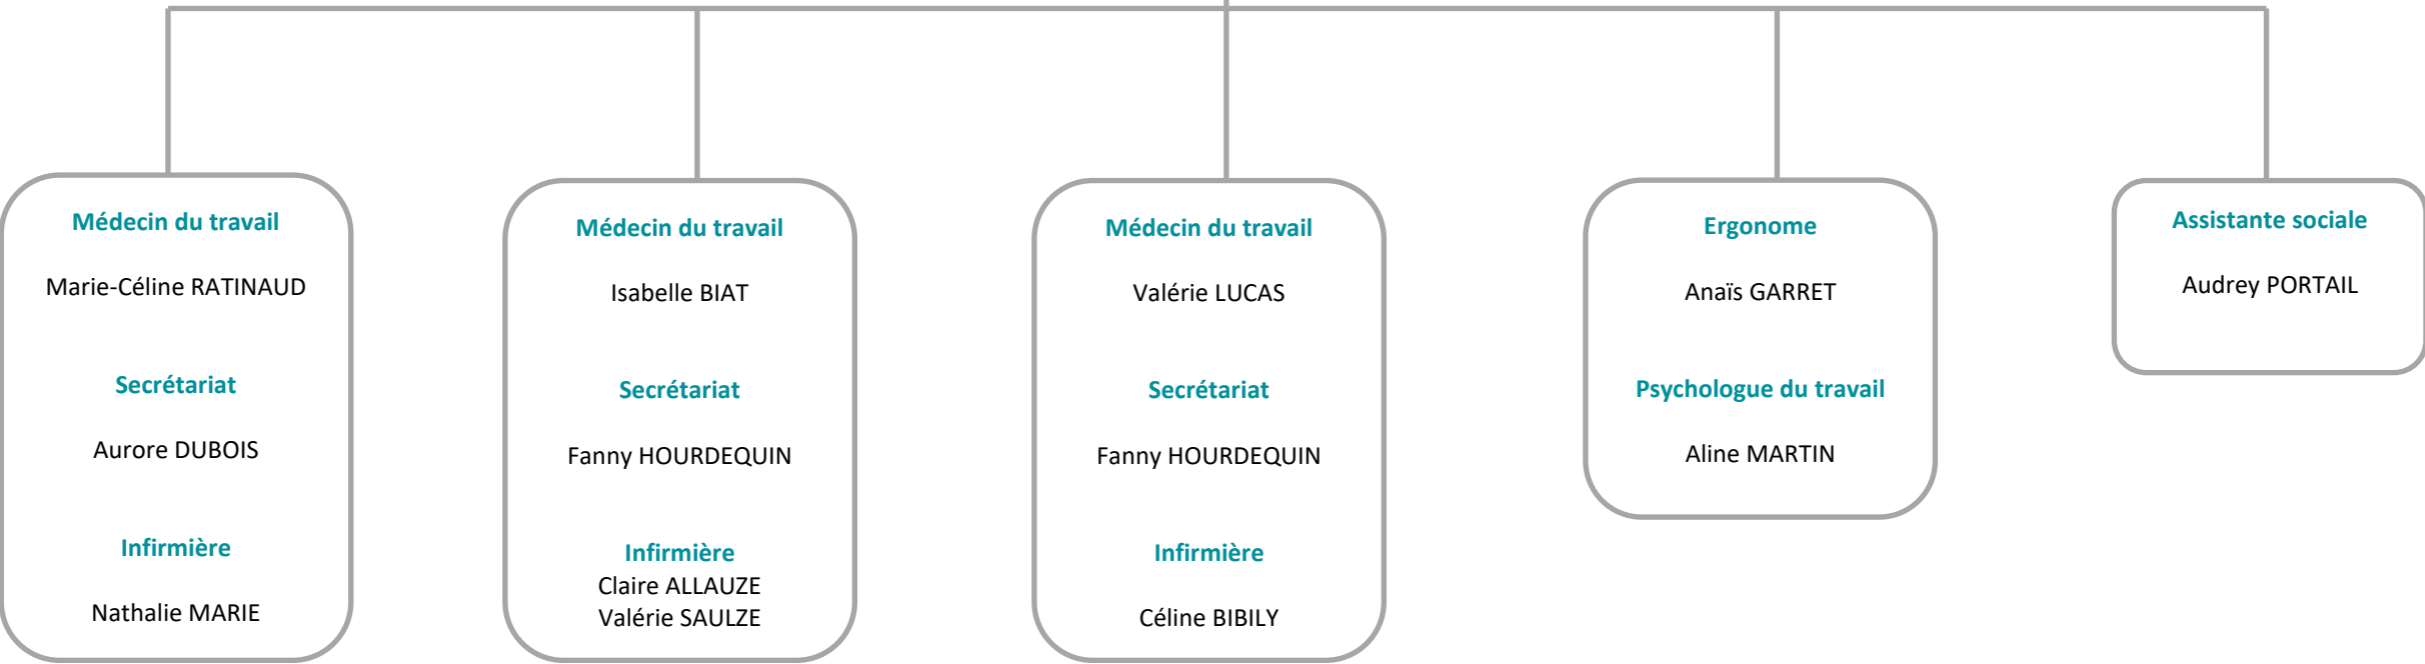 Médecin du travail
Marie-Céline RATINAUD
Secrétariat
Aurore DUBOIS
Infirmière
Nathalie MARIE
Médecin du travail
Isabelle BIAT
Secrétariat
Fanny HOURDEQUIN
Infirmière
Claire ALLAUZE
Valérie SAULZE
Médecin du travail
Valérie LUCAS
Secrétariat
Fanny HOURDEQUIN
Infirmière
Céline BIBILY
Ergonome
Anaïs GARRET
Psychologue du travail
Aline MARTIN
Assistante sociale
Audrey PORTAIL